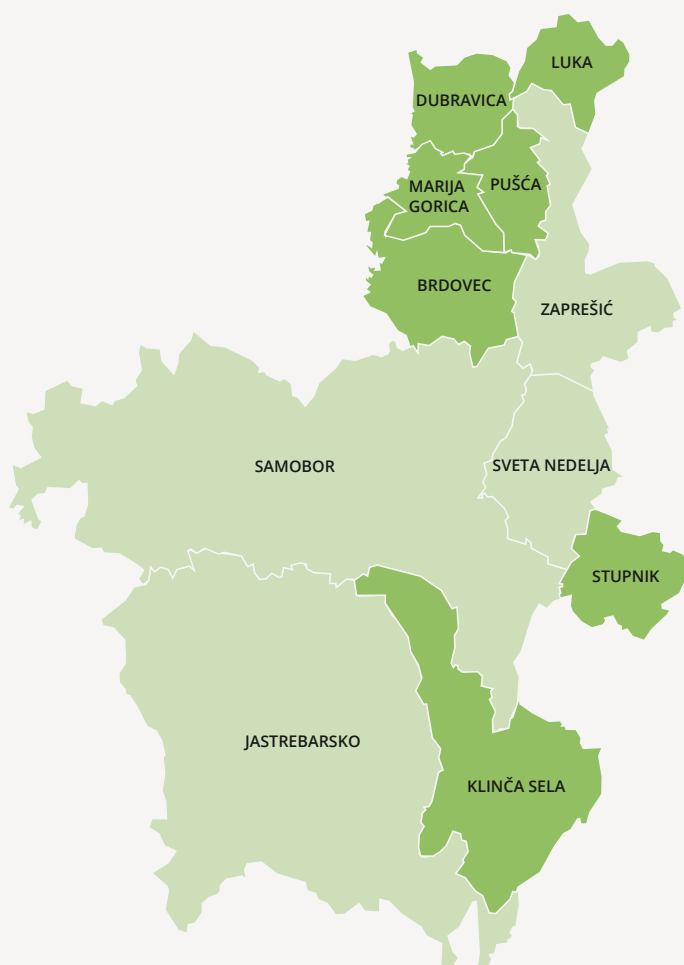 LUKA
DUBRAVICA
MARIJA
GORICA
PUŠĆA
BRDOVEC
ZAPREŠIĆ
SAMOBOR
SVETA NEDELJA
STUPNIK
JASTREBARSKO
KLINČA SELA